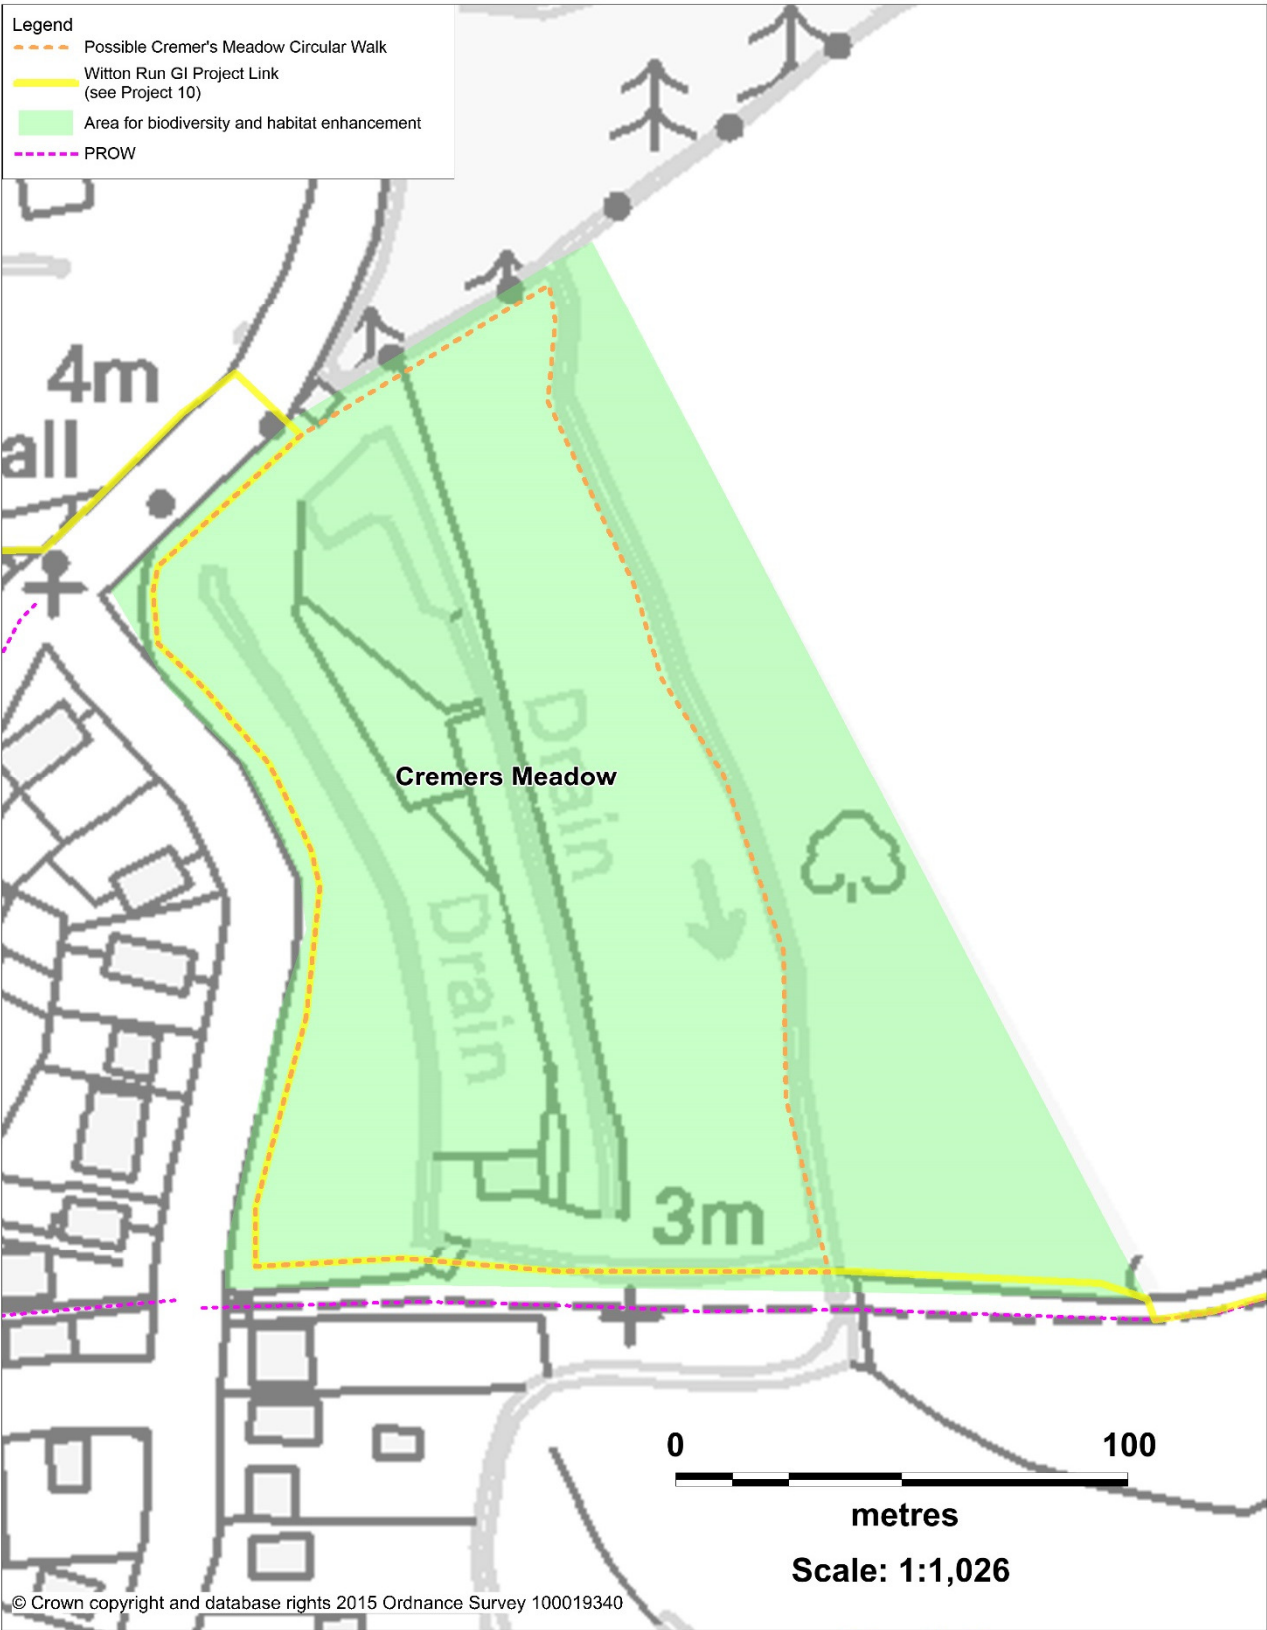 Legend
Possible Cremer's Meadow Circular Walk
Witton Run GI Project Link
(see Project 10)
Area for biodiversity and habitat enhancement
PROW
4m
all
Drain
Cremers Meadow
Drain
3m
0 100
metres
Scale: 1:1,026
© Crown copyright and database rights 2015 Ordnance Survey 100019340